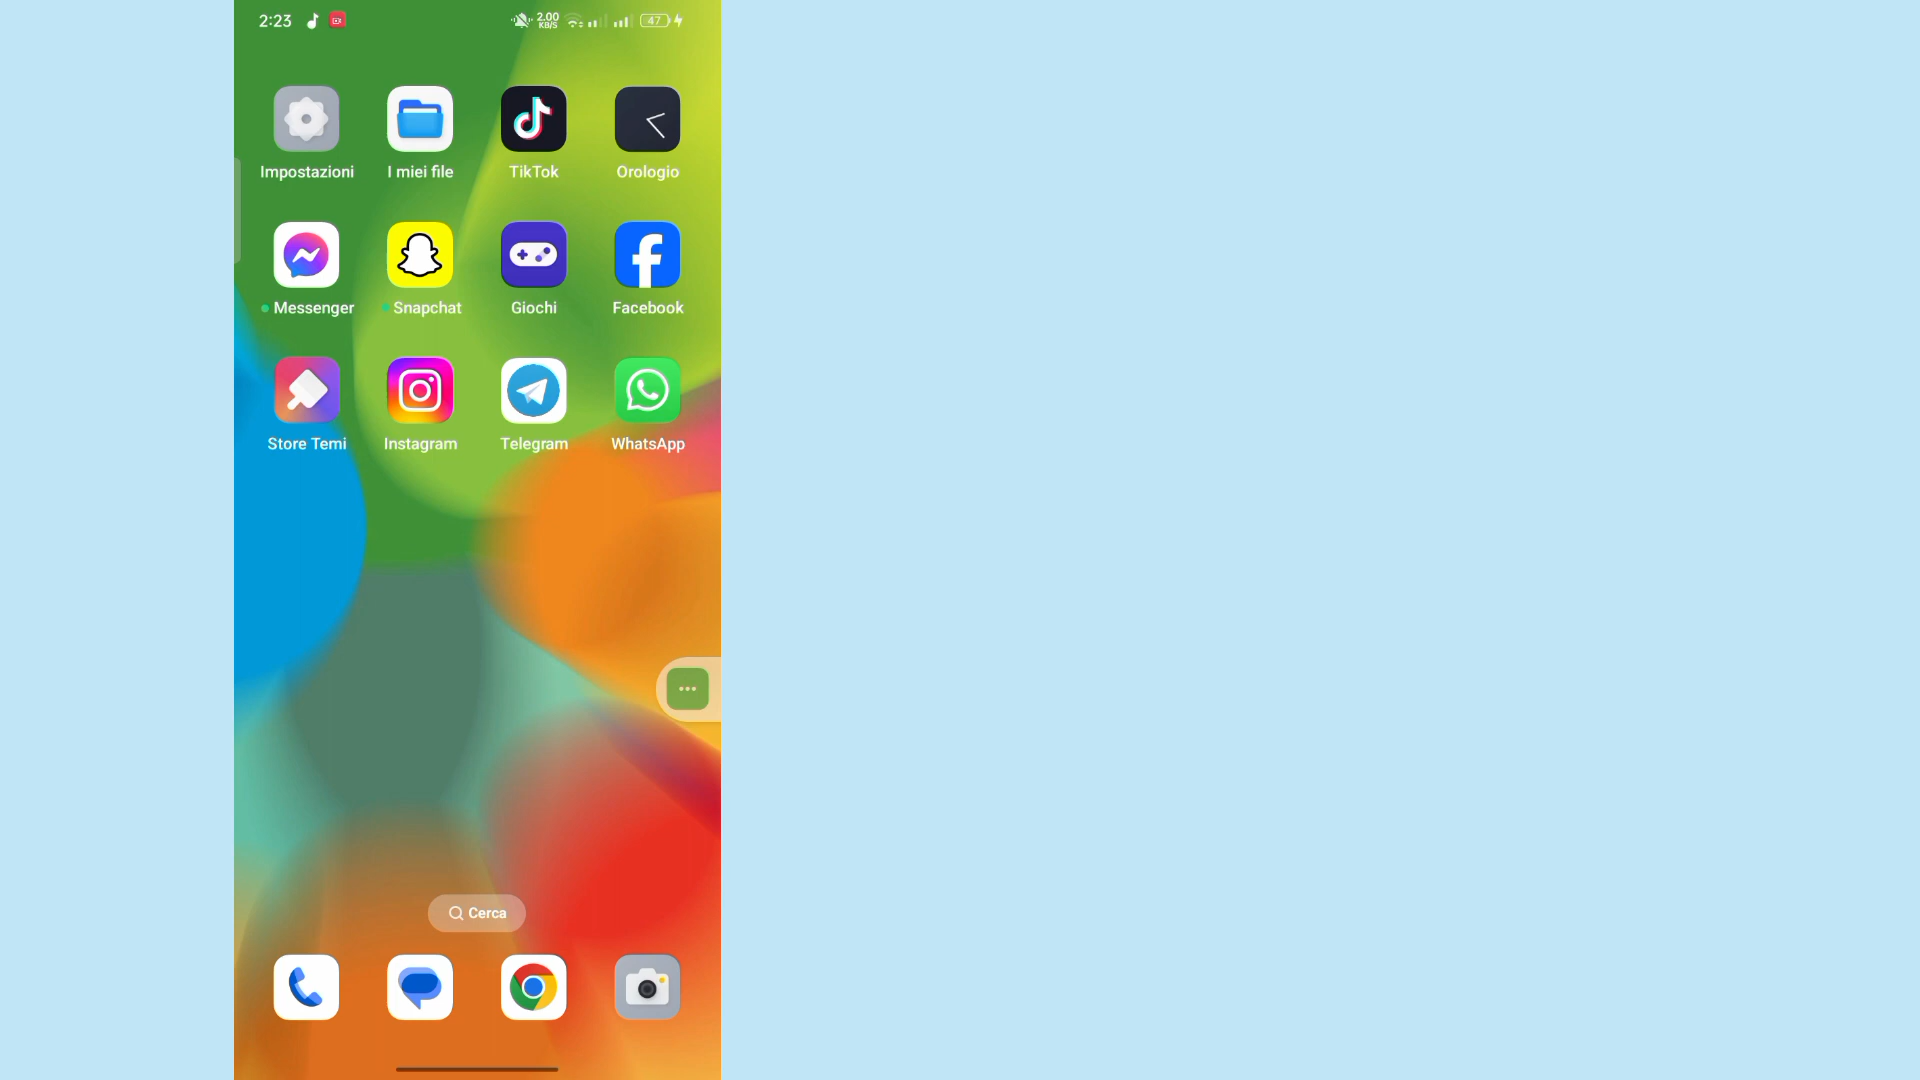 2:23 2.00 KB/S 47
Impostazioni I miei file TikTok Orologio
Messenger Snapchat Giochi Facebook
Store Temi Instagram Telegram WhatsApp
Cerca